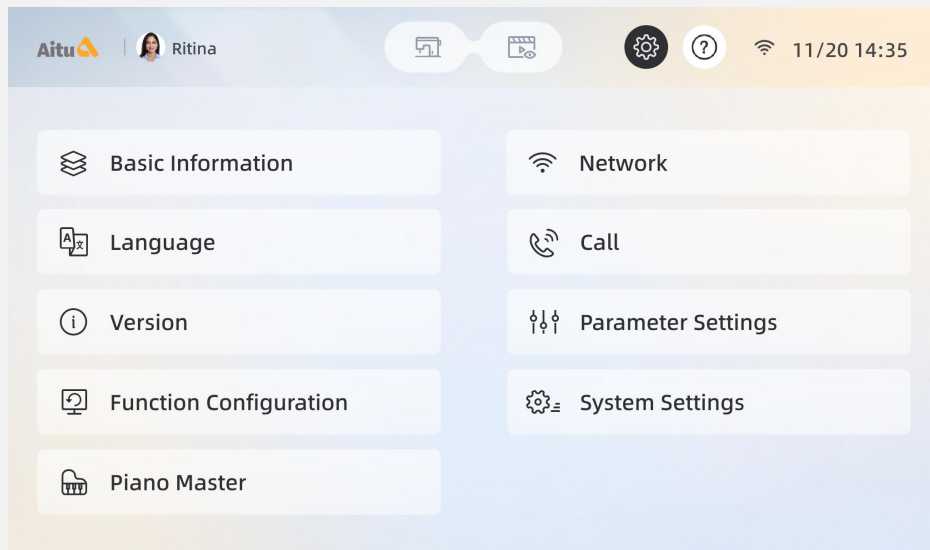 Aitu
Ritina
11/20 14:35
Basic Information
Network
Language
Call
Version
Parameter Settings
Function Configuration
System Settings
Piano Master